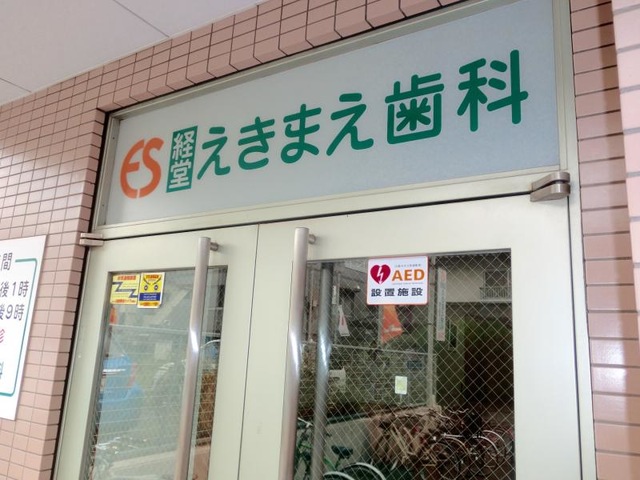 ES 経堂 えきまえ歯科
AED
設置施設
間
後1時
後9時
診
科